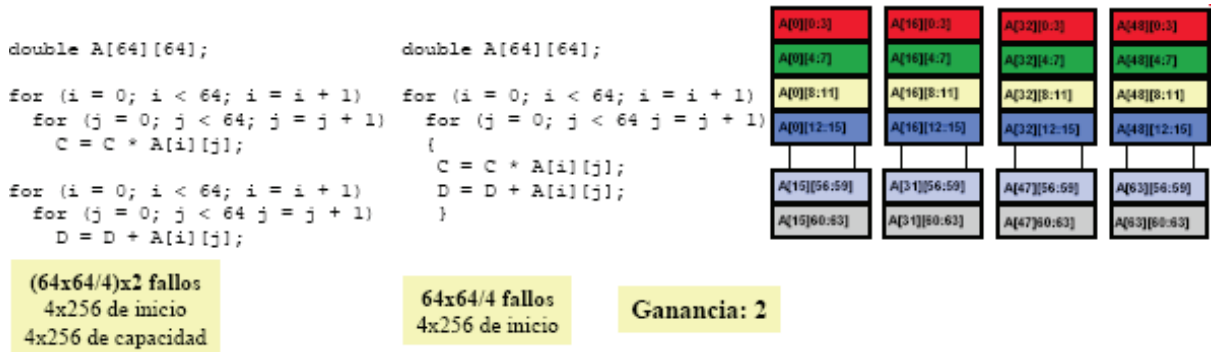 double A[64][64];
for (i = 0; i < 64; i = i + 1)
for (j = 0; j < 64; j = j + 1)
C = C * A[i][j];
for (i = 0; i < 64; i = i + 1)
for (j = 0; j < 64 j = j + 1)
D = D + A[i][j];
(64x64/4)x2 fallos
4x256 de inicio
4x256 de capacidad
double A[64][64];
for (i = 0; i < 64; i = i + 1)
for (j = 0; j < 64 j = j + 1)
{
C = C * A[i][j];
D = D + A[i][j];
}
64x64/4 fallos
4x256 de inicio
Ganancia: 2
A[0][0:3] A[16][0:3] A[32][0:3] A[48][0:3]
A[0][4:7] A[16][4:7] A[32][4:7] A[48][4:7]
A[0][8:11] A[16][8:11] A[32][8:11] A[48][8:11]
A[0][12:15] A[16][12:15] A[32][12:15] A[48][12:15]
A[15][56:59] A[31][56:59] A[47][56:59] A[63][56:59]
A[15]60:63] A[31][60:63] A[47]60:63] A[63][60:63]